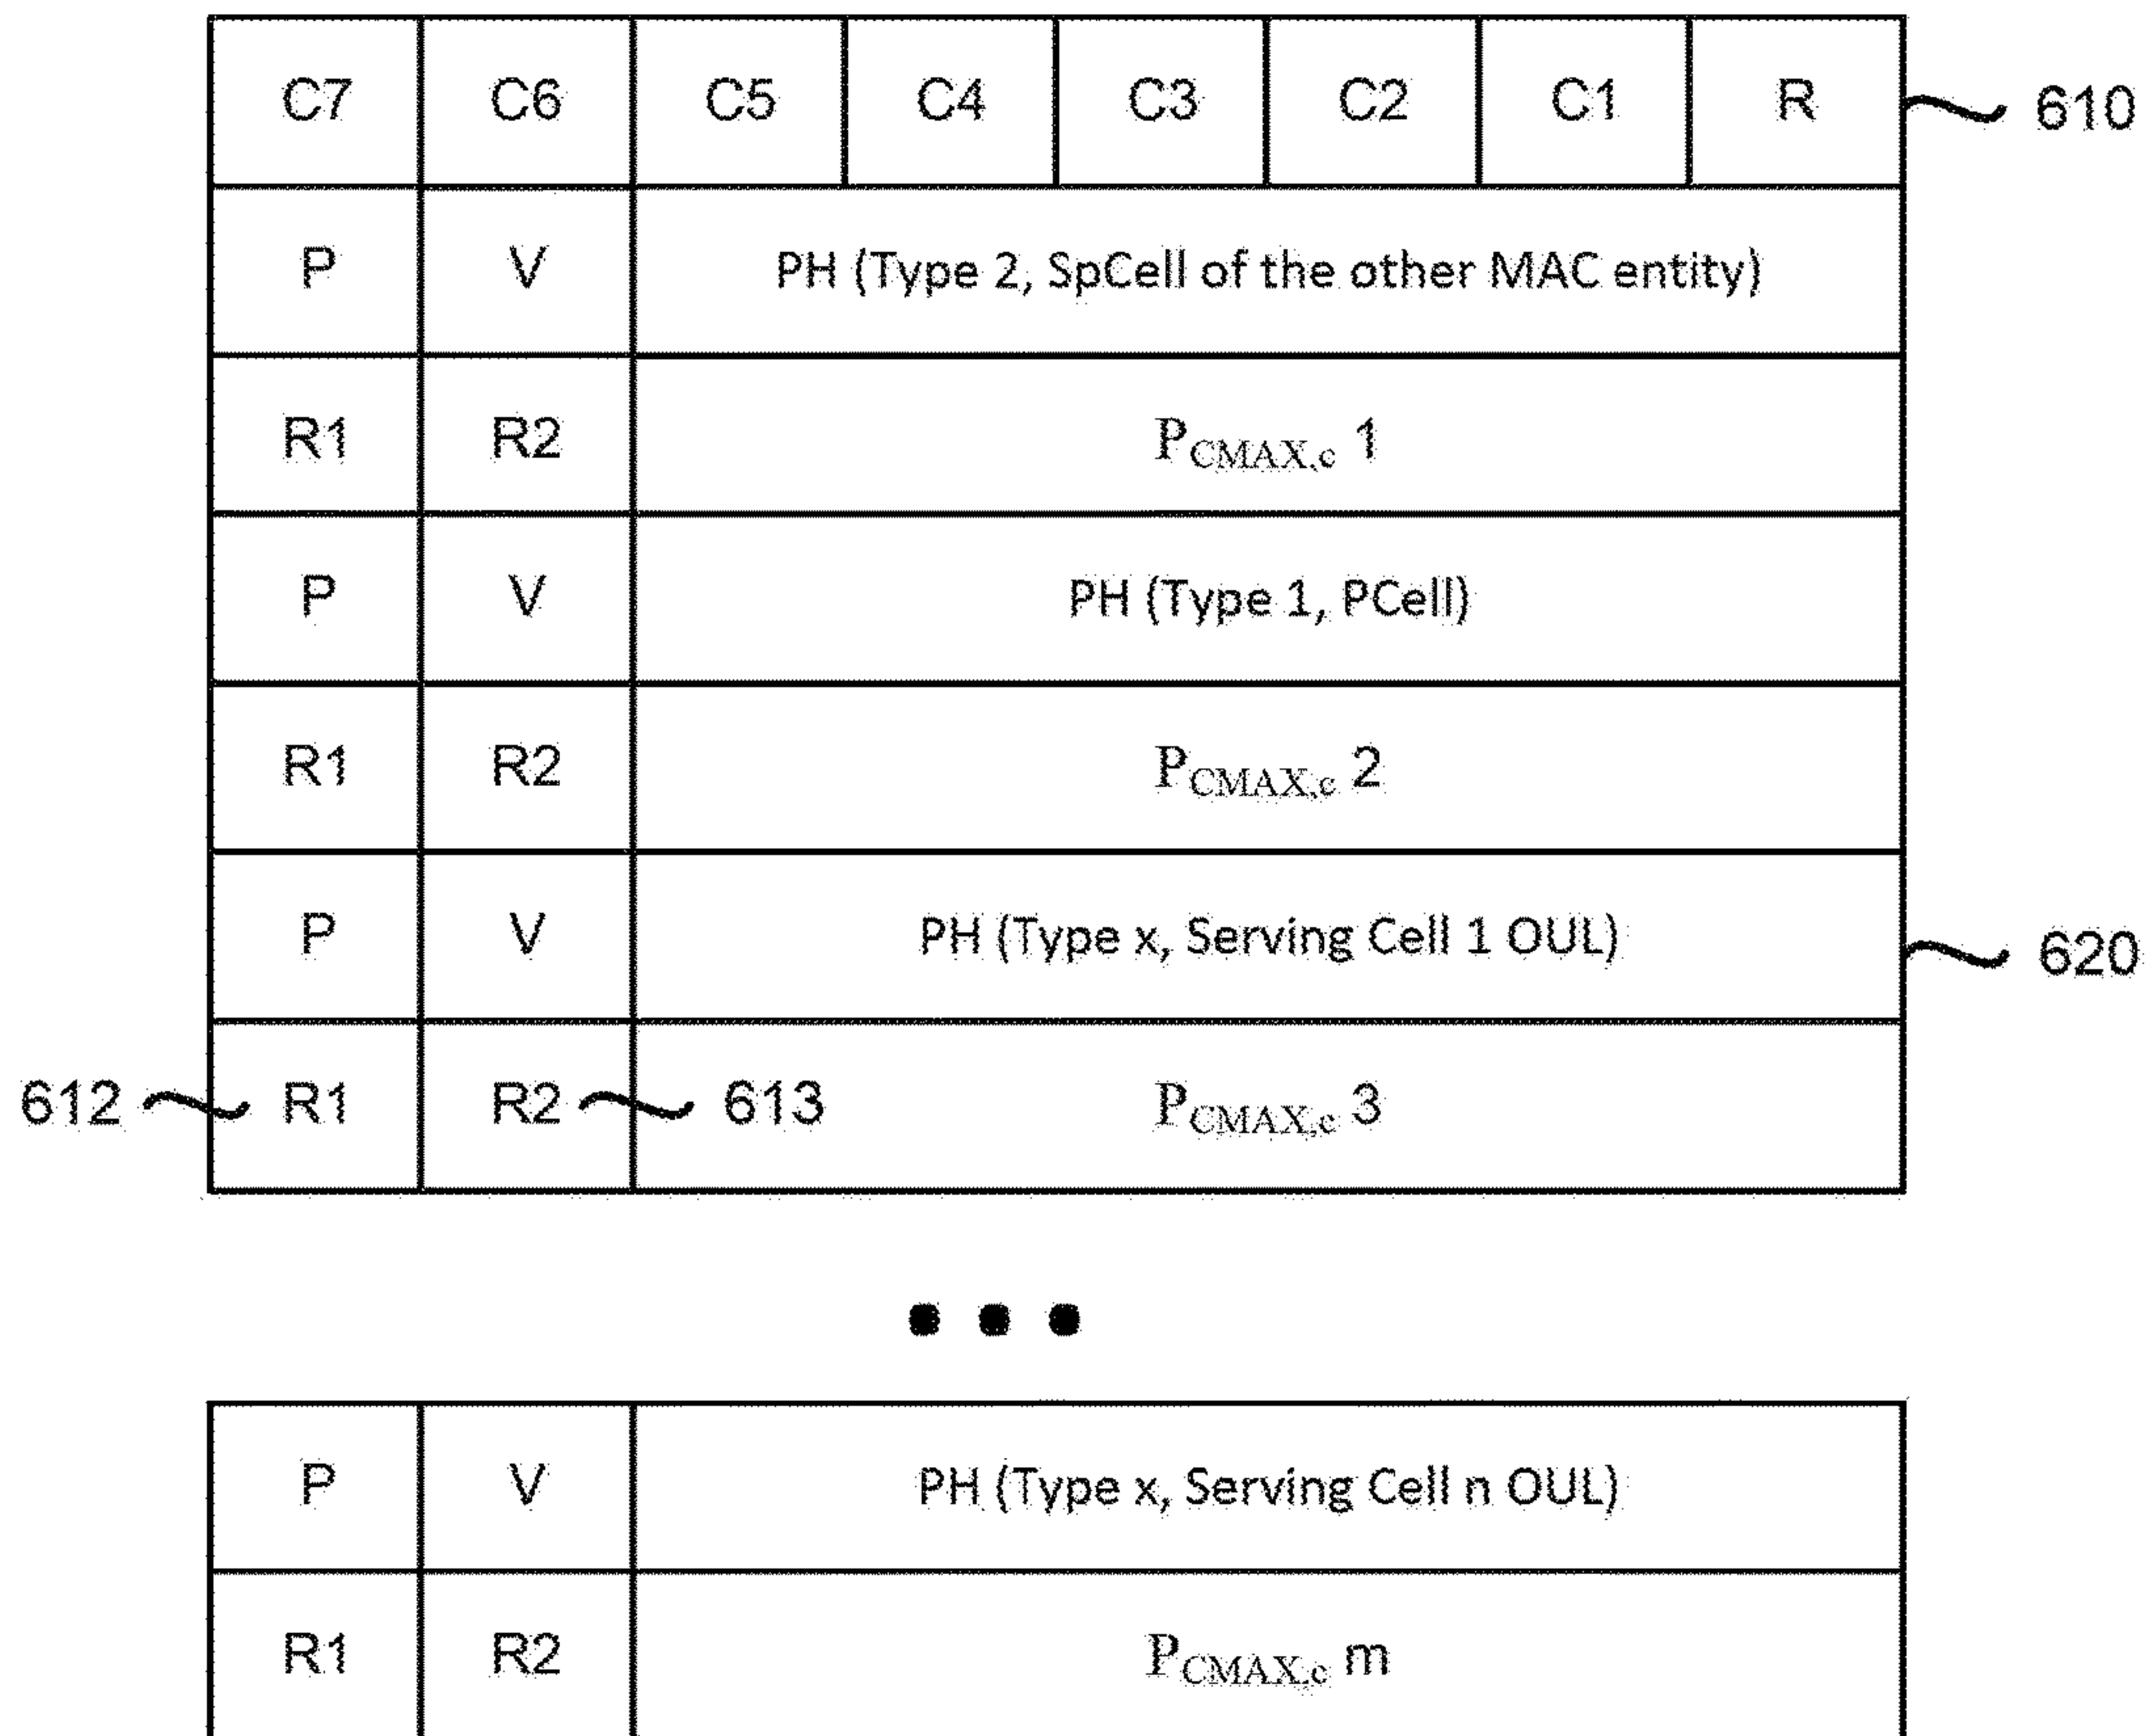 C7 C6 C5 C4 C3 C2 C1 R 610
P V PH (Type 2, SpCell of the other MAC entity)
R1 R2 PCMAX,c 1
P V PH (Type 1, PCell)
R1 R2 PCMAX,c 2
P V PH (Type x, Serving Cell 1 OUL) 620
612 R1 R2 613 PCMAX,c 3
• • •
P V PH (Type x, Serving Cell n OUL)
R1 R2 PCMAX,c m